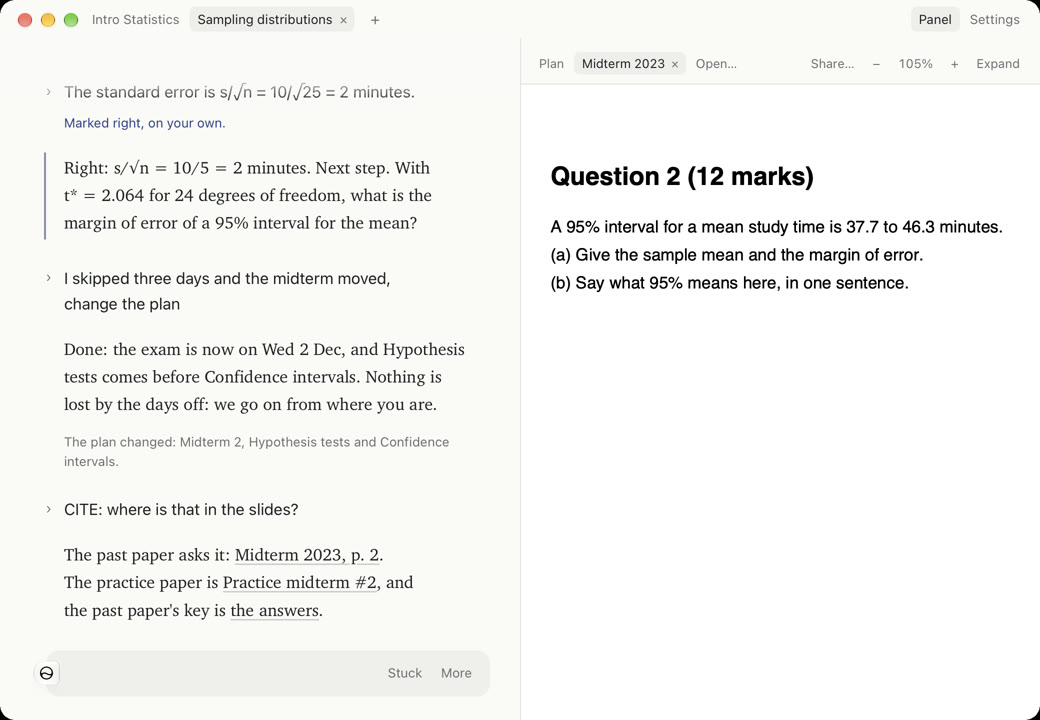 Intro Statistics
Sampling distributions ×
+
Panel
Settings
The standard error is s/√n = 10/√25 = 2 minutes.
Marked right, on your own.
Right: s/√n = 10/5 = 2 minutes. Next step. With
t* = 2.064 for 24 degrees of freedom, what is the
margin of error of a 95% interval for the mean?
I skipped three days and the midterm moved,
change the plan
Done: the exam is now on Wed 2 Dec, and Hypothesis
tests comes before Confidence intervals. Nothing is
lost by the days off: we go on from where you are.
The plan changed: Midterm 2, Hypothesis tests and Confidence
intervals.
CITE: where is that in the slides?
The past paper asks it: Midterm 2023, p. 2.
The practice paper is Practice midterm #2, and
the past paper's key is the answers.
Stuck
More
Plan
Midterm 2023 ×
Open...
Share...
− 105% +
Expand
Question 2 (12 marks)
A 95% interval for a mean study time is 37.7 to 46.3 minutes.
(a) Give the sample mean and the margin of error.
(b) Say what 95% means here, in one sentence.